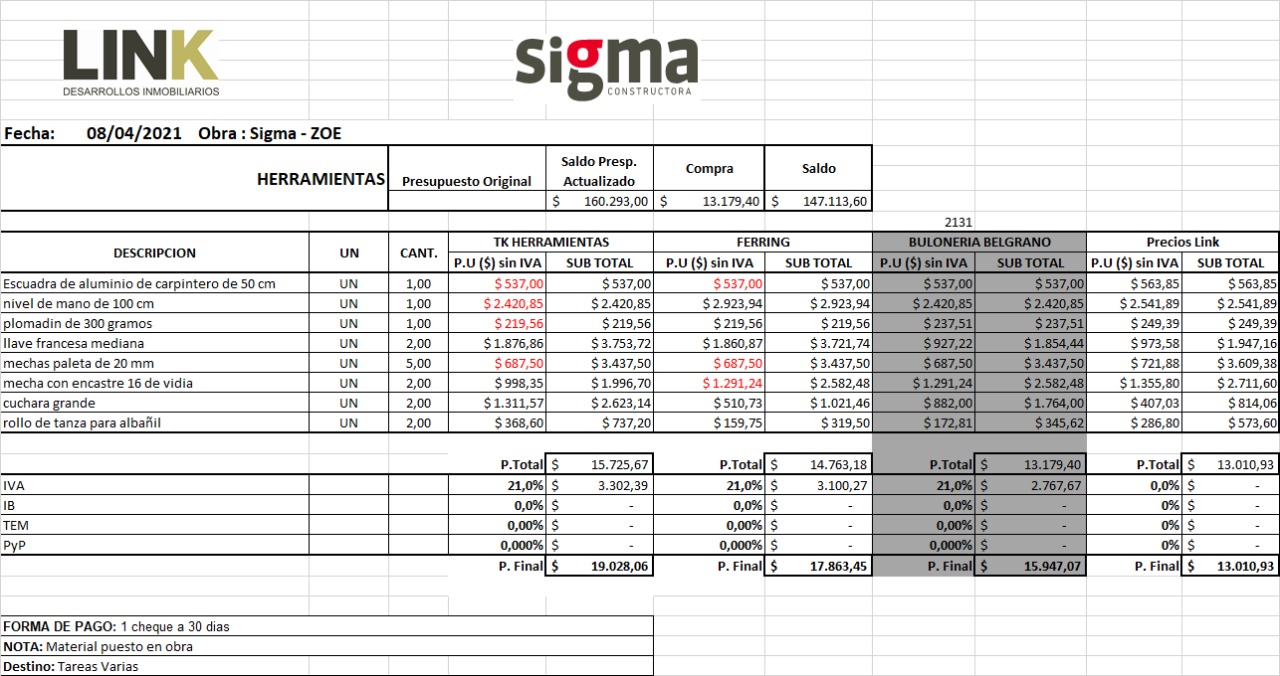 LINK
DESARROLLOS INMOBILIARIOS
sigma
CONSTRUCTORA
Fecha: 08/04/2021 Obra : Sigma - ZOE
HERRAMIENTAS Presupuesto Original Saldo Presp. Actualizado Compra Saldo
$ 160.293,00 $ 13.179,40 $ 147.113,60
2131
DESCRIPCION UN CANT. TK HERRAMIENTAS FERRING BULONERIA BELGRANO Precios Link
P.U ($) sin IVA SUB TOTAL P.U ($) sin IVA SUB TOTAL P.U ($) sin IVA SUB TOTAL P.U ($) sin IVA SUB TOTAL
Escuadra de aluminio de carpintero de 50 cm UN 1,00 $ 537,00 $ 537,00 $ 537,00 $ 537,00 $ 537,00 $ 537,00 $ 563,85 $ 563,85
nivel de mano de 100 cm UN 1,00 $ 2.420,85 $ 2.420,85 $ 2.923,94 $ 2.923,94 $ 2.420,85 $ 2.420,85 $ 2.541,89 $ 2.541,89
plomadin de 300 gramos UN 1,00 $ 219,56 $ 219,56 $ 219,56 $ 219,56 $ 237,51 $ 237,51 $ 249,39 $ 249,39
llave francesa mediana UN 2,00 $ 1.876,86 $ 3.753,72 $ 1.860,87 $ 3.721,74 $ 927,22 $ 1.854,44 $ 973,58 $ 1.947,16
mechas paleta de 20 mm UN 5,00 $ 687,50 $ 3.437,50 $ 687,50 $ 3.437,50 $ 687,50 $ 3.437,50 $ 721,88 $ 3.609,38
mecha con encastre 16 de vidia UN 2,00 $ 998,35 $ 1.996,70 $ 1.291,24 $ 2.582,48 $ 1.291,24 $ 2.582,48 $ 1.355,80 $ 2.711,60
cuchara grande UN 2,00 $ 1.311,57 $ 2.623,14 $ 510,73 $ 1.021,46 $ 882,00 $ 1.764,00 $ 407,03 $ 814,06
rollo de tanza para albañil UN 2,00 $ 368,60 $ 737,20 $ 159,75 $ 319,50 $ 172,81 $ 345,62 $ 286,80 $ 573,60
P.Total $ 15.725,67 P.Total $ 14.763,18 P.Total $ 13.179,40 P.Total $ 13.010,93
IVA 21,0% $ 3.302,39 21,0% $ 3.100,27 21,0% $ 2.767,67 0,0% $ -
IB 0,0% $ - 0,0% $ - 0,0% $ - 0% $ -
TEM 0,00% $ - 0,00% $ - 0,00% $ - 0% $ -
PyP 0,000% $ - 0,000% $ - 0,000% $ - 0% $ -
P. Final $ 19.028,06 P. Final $ 17.863,45 P. Final $ 15.947,07 P. Final $ 13.010,93
FORMA DE PAGO: 1 cheque a 30 dias
NOTA: Material puesto en obra
Destino: Tareas Varias